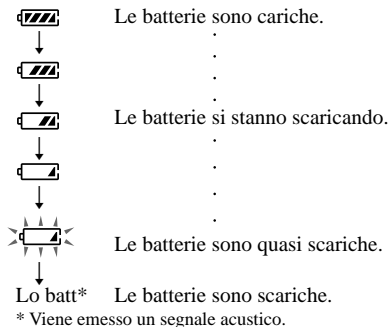 Le batterie sono cariche.
Le batterie si stanno scaricando.
Le batterie sono quasi scariche.
Lo batt* Le batterie sono scariche.
* Viene emesso un segnale acustico.